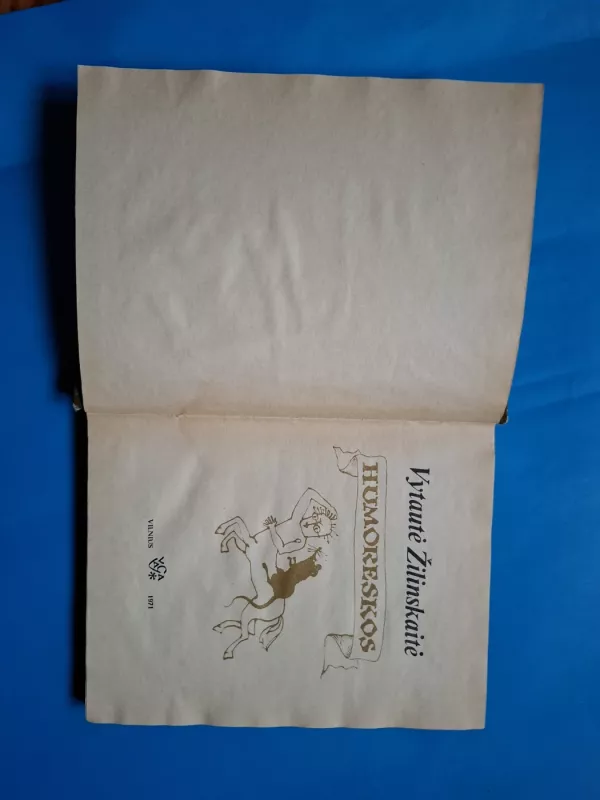 Vytautė Žilinskaitė
HUMORESKOS
VILNIUS
1971